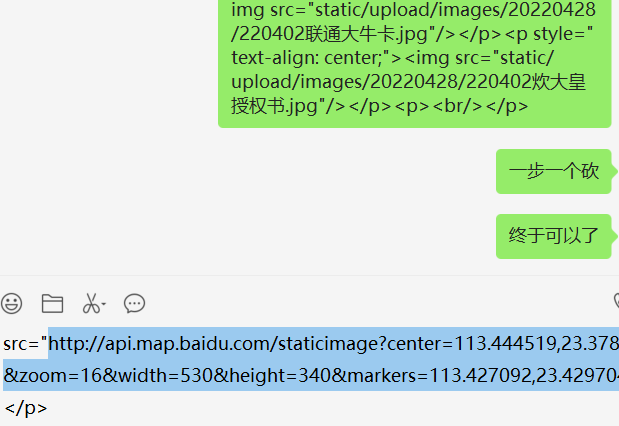 img src="static/upload/images/20220428
/220402联通大牛卡.jpg"/></p><p style="
text-align: center;"><img src="static/
upload/images/20220428/220402炊大皇
授权书.jpg"/></p><p><br/></p>
一步一个砍
终于可以了
src="http://api.map.baidu.com/staticimage?center=113.444519,23.378
&zoom=16&width=530&height=340&markers=113.427092,23.42970
</p>